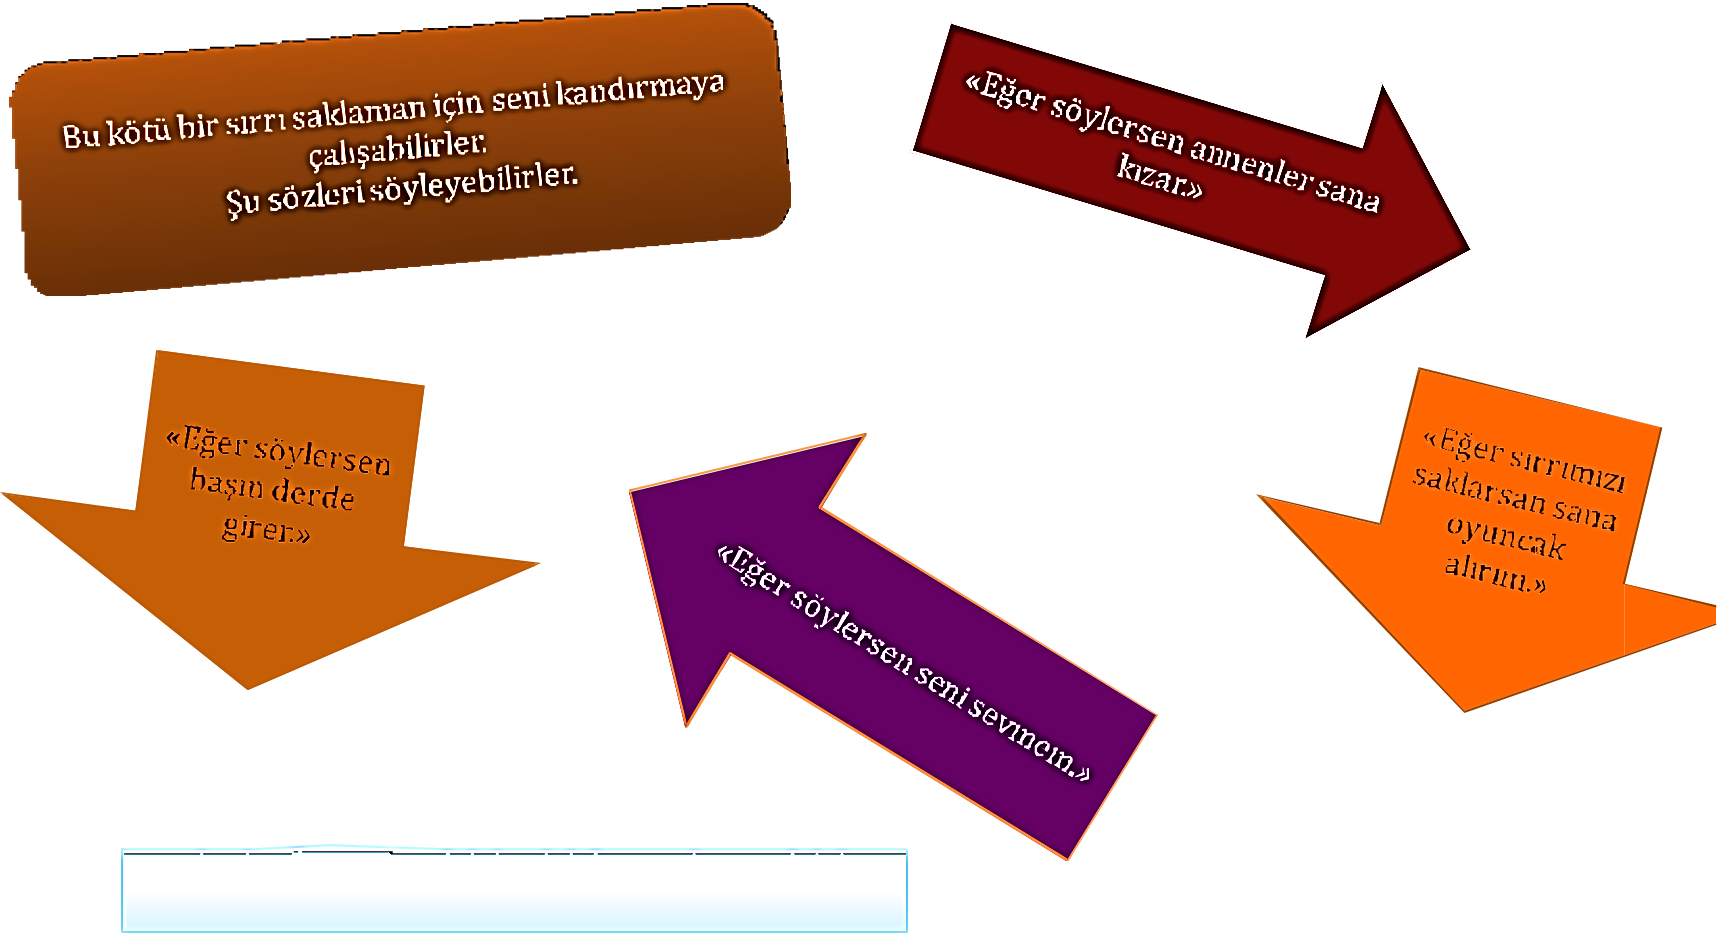 Bu kötü bir sırrı saklaman için seni kandırmaya
çalışabilirler.
Şu sözleri söyleyebilirler.
«Eğer söylersen annenler sana
kızar.»
«Eğer söylersen
başın derde
girer.»
«Eğer sırrımızı
saklarsan sana
oyuncak
alırım.»
«Eğer söylersen seni sevmem.»